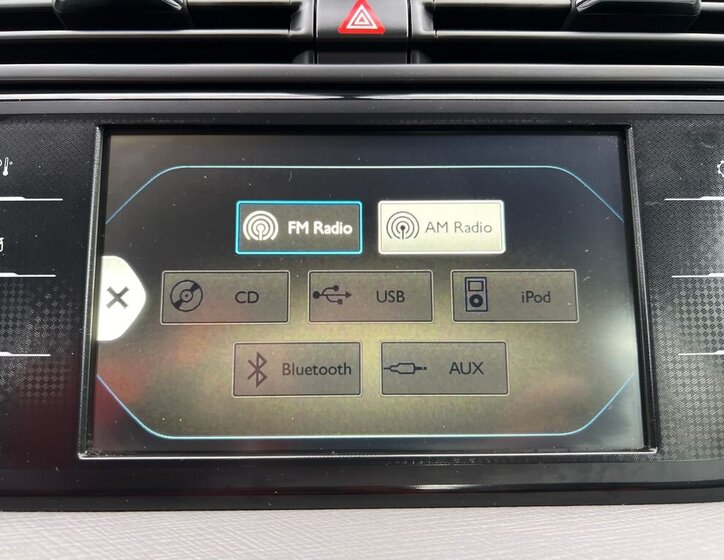 FM Radio
AM Radio
CD
USB
iPod
Bluetooth
AUX